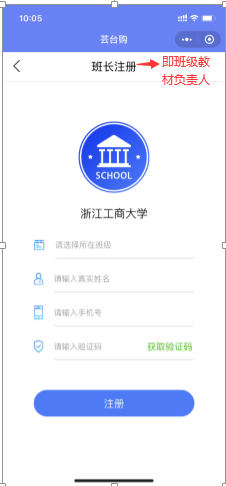 10:05
芸台购
班长注册
即班级教
材负责人
SCHOOL
浙江工商大学
请选择所在班级
请输入真实姓名
请输入手机号
请输入验证码 获取验证码
注册